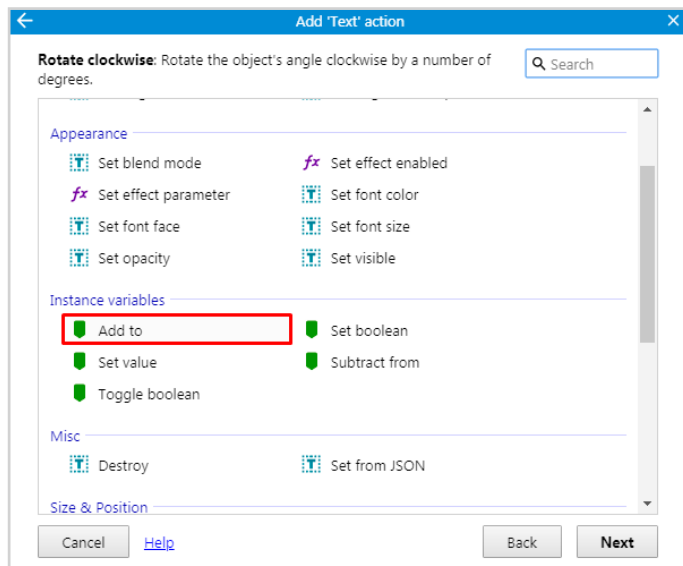 Add 'Text' action
Rotate clockwise: Rotate the object's angle clockwise by a number of
degrees.
Search
Appearance
Set blend mode
Set effect enabled
Set effect parameter
Set font color
Set font face
Set font size
Set opacity
Set visible
Instance variables
Add to
Set boolean
Set value
Subtract from
Toggle boolean
Misc
Destroy
Set from JSON
Size & Position
Cancel
Help
Back
Next